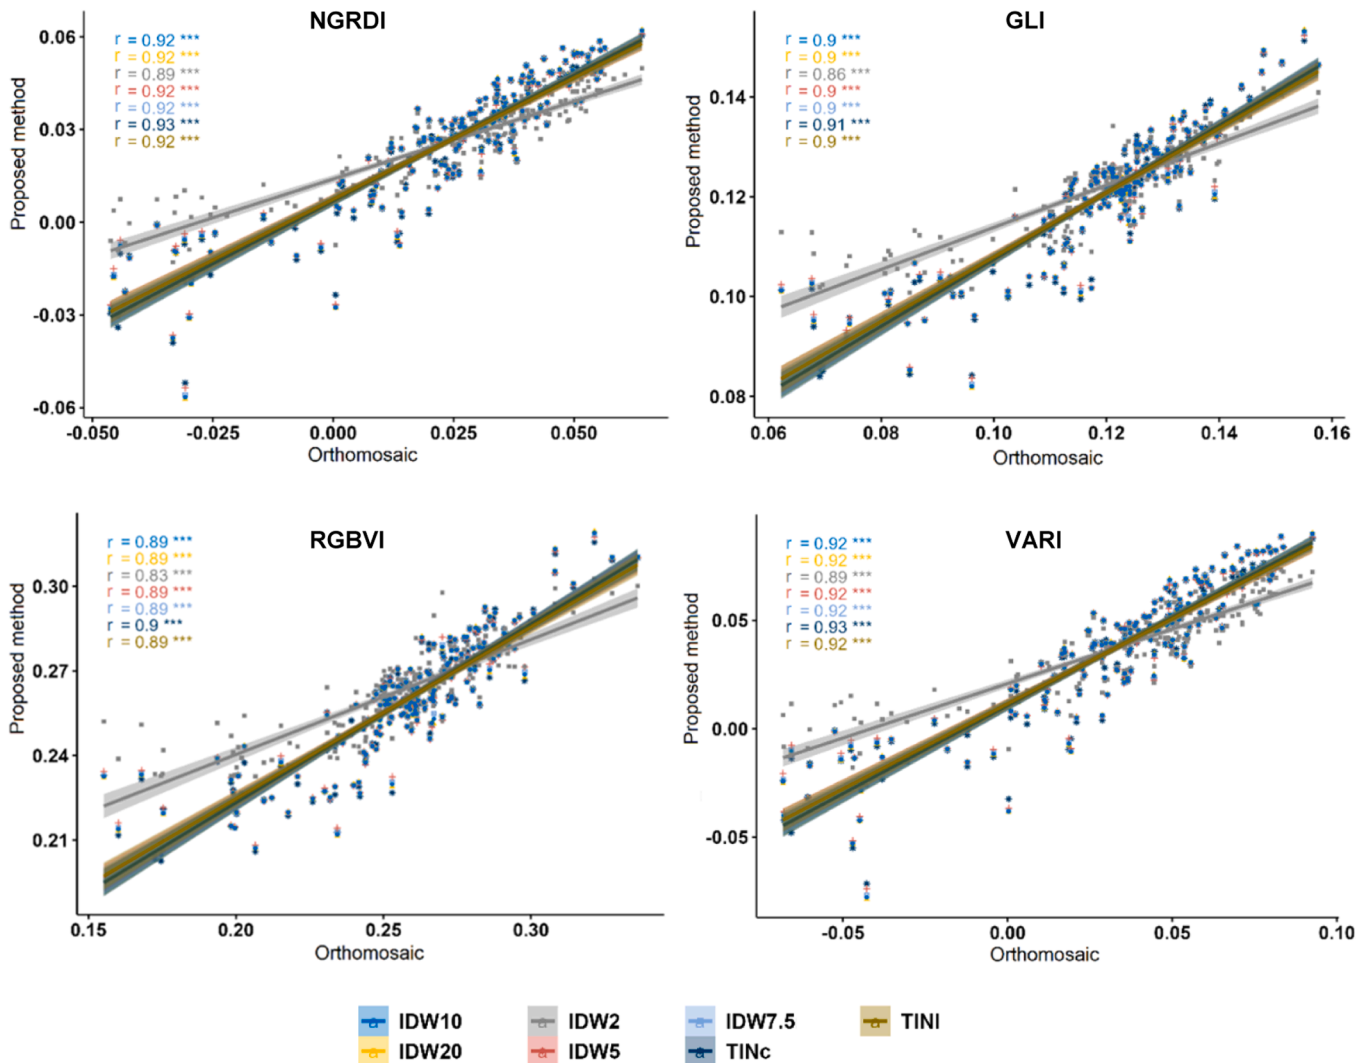 NGRDI
r = 0.92 ***
r = 0.92 ***
r = 0.89 ***
r = 0.92 ***
r = 0.92 ***
r = 0.93 ***
r = 0.92 ***
Proposed method
0.06
0.03
0.00
-0.03
-0.06
-0.050
-0.025
0.000
0.025
0.050
Orthomosaic
GLI
r = 0.9 ***
r = 0.9 ***
r = 0.86 ***
r = 0.9 ***
r = 0.9 ***
r = 0.91 ***
r = 0.9 ***
Proposed method
0.14
0.12
0.10
0.08
0.06
0.08
0.10
0.12
0.14
0.16
Orthomosaic
RGBVI
r = 0.89 ***
r = 0.89 ***
r = 0.83 ***
r = 0.89 ***
r = 0.89 ***
r = 0.9 ***
r = 0.89 ***
Proposed method
0.30
0.27
0.24
0.21
0.15
0.20
0.25
0.30
Orthomosaic
VARI
r = 0.92 ***
r = 0.92 ***
r = 0.89 ***
r = 0.92 ***
r = 0.92 ***
r = 0.93 ***
r = 0.92 ***
Proposed method
0.05
0.00
-0.05
-0.05
0.00
0.05
0.10
Orthomosaic
IDW10 IDW2 IDW7.5 TINl
IDW20 IDW5 TINc